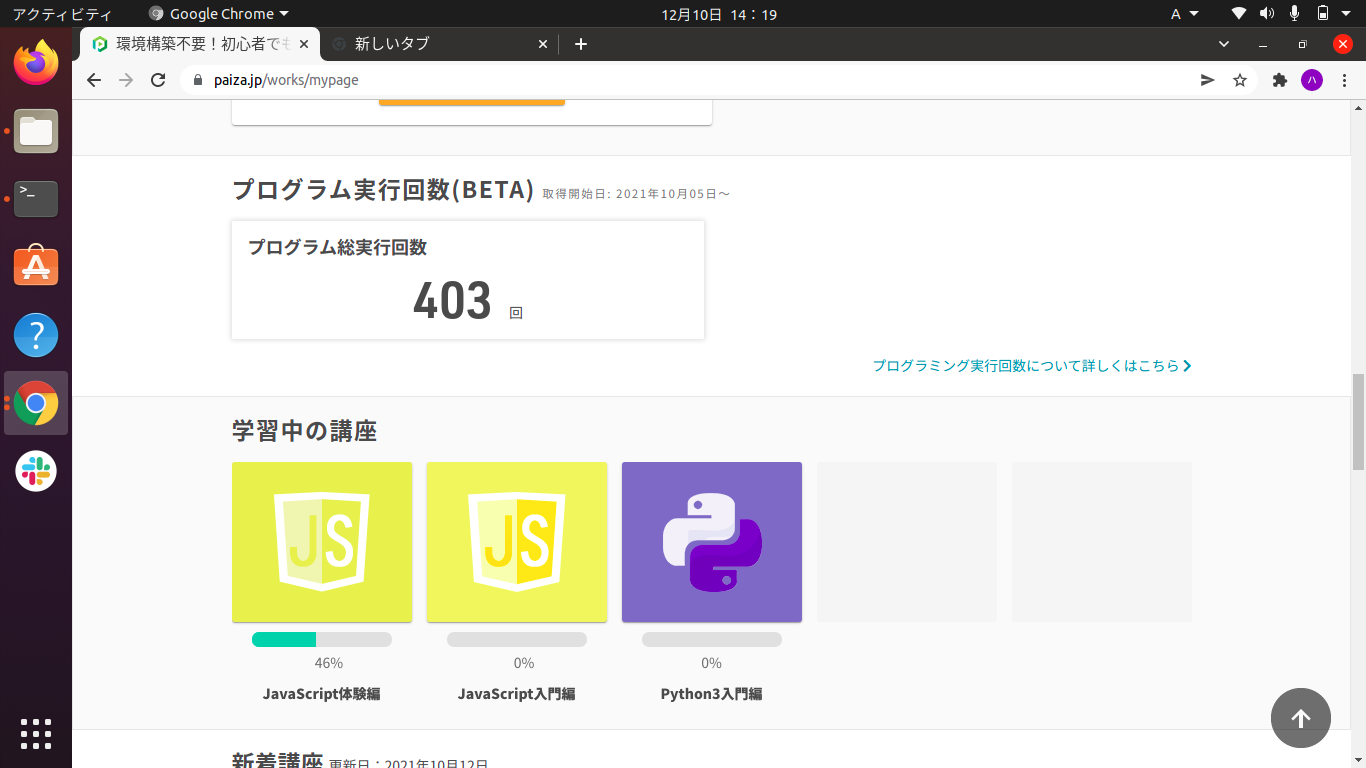 アクティビティ
Google Chrome
12月10日 14：19
A
環境構築不要！初心者でも
新しいタブ
paiza.jp/works/mypage
ハ
プログラム実行回数(BETA) 取得開始日: 2021年10月05日～
プログラム総実行回数
403 回
プログラミング実行回数について詳しくはこちら
学習中の講座
JS
JS
46%
0%
0%
JavaScript体験編
JavaScript入門編
Python3入門編
新着講座 更新日：2021年10月12日